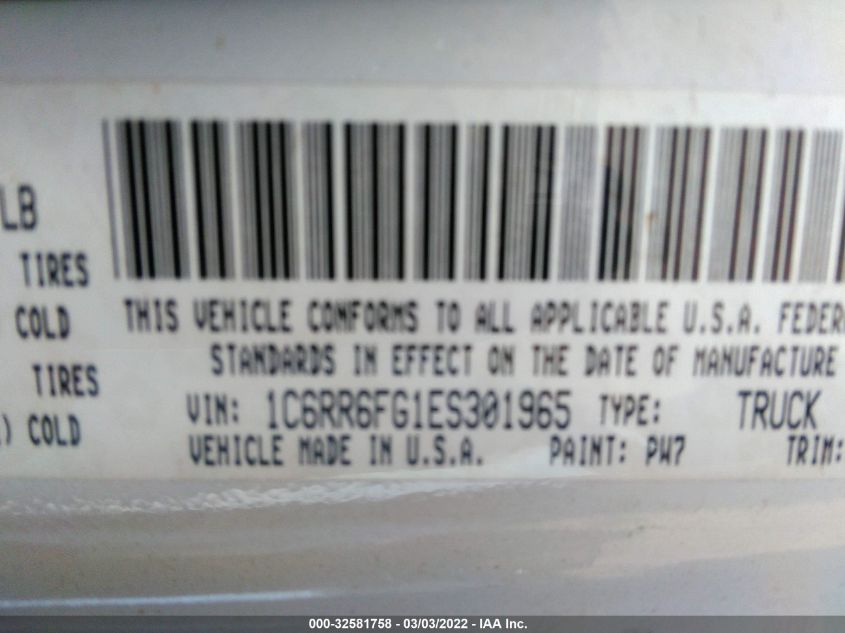 LB
TIRES
COLD
TIRES
) COLD
THIS VEHICLE CONFORMS TO ALL APPLICABLE U.S.A. FEDER
STANDARDS IN EFFECT ON THE DATE OF MANUFACTURE
VIN: 1C6RR6FG1ES301965 TYPE: TRUCK
VEHICLE MADE IN U.S.A. PAINT: PW7 TRIM:
000-32581758 - 03/03/2022 - IAA Inc.